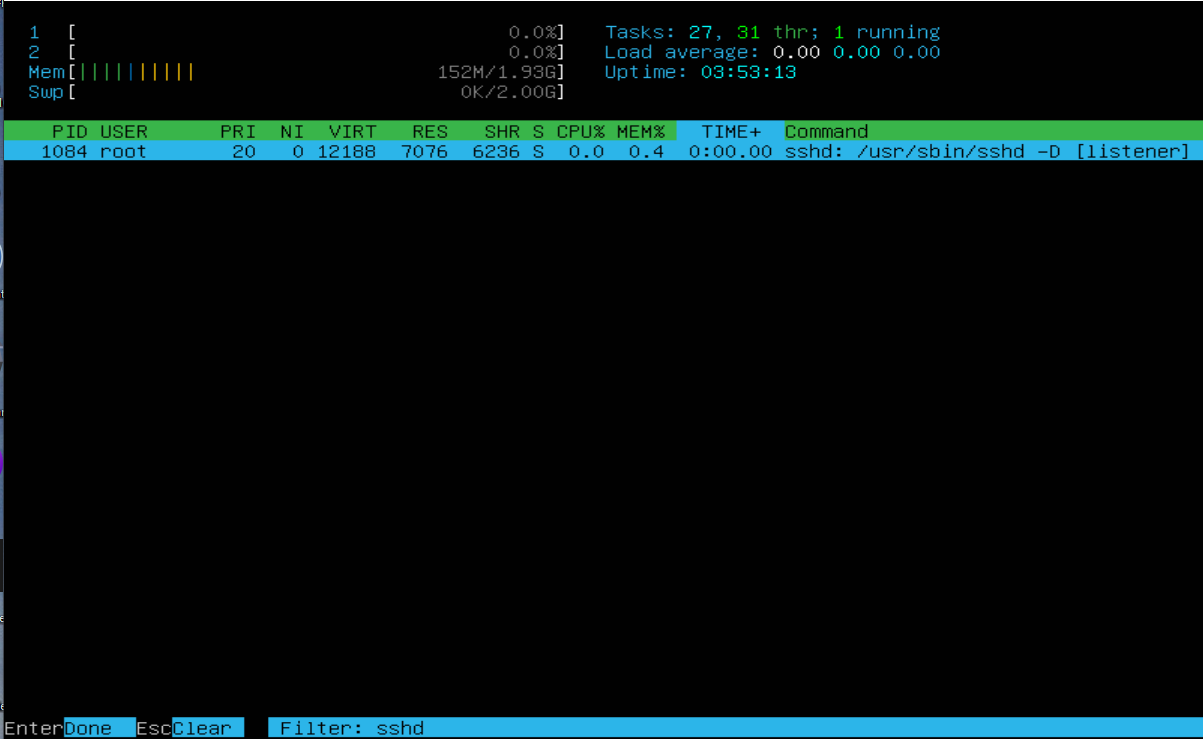 1 [ 0.0%] Tasks: 27, 31 thr; 1 running
2 [ 0.0%] Load average: 0.00 0.00 0.00
Mem[||||||||||| 152M/1.93G] Uptime: 03:53:13
Swp[ 0K/2.00G]
PID USER PRI NI VIRT RES SHR S CPU% MEM% TIME+ Command
1084 root 20 0 12188 7076 6236 S 0.0 0.4 0:00.00 sshd: /usr/sbin/sshd -D [listener]
EnterDone EscClear Filter: sshd